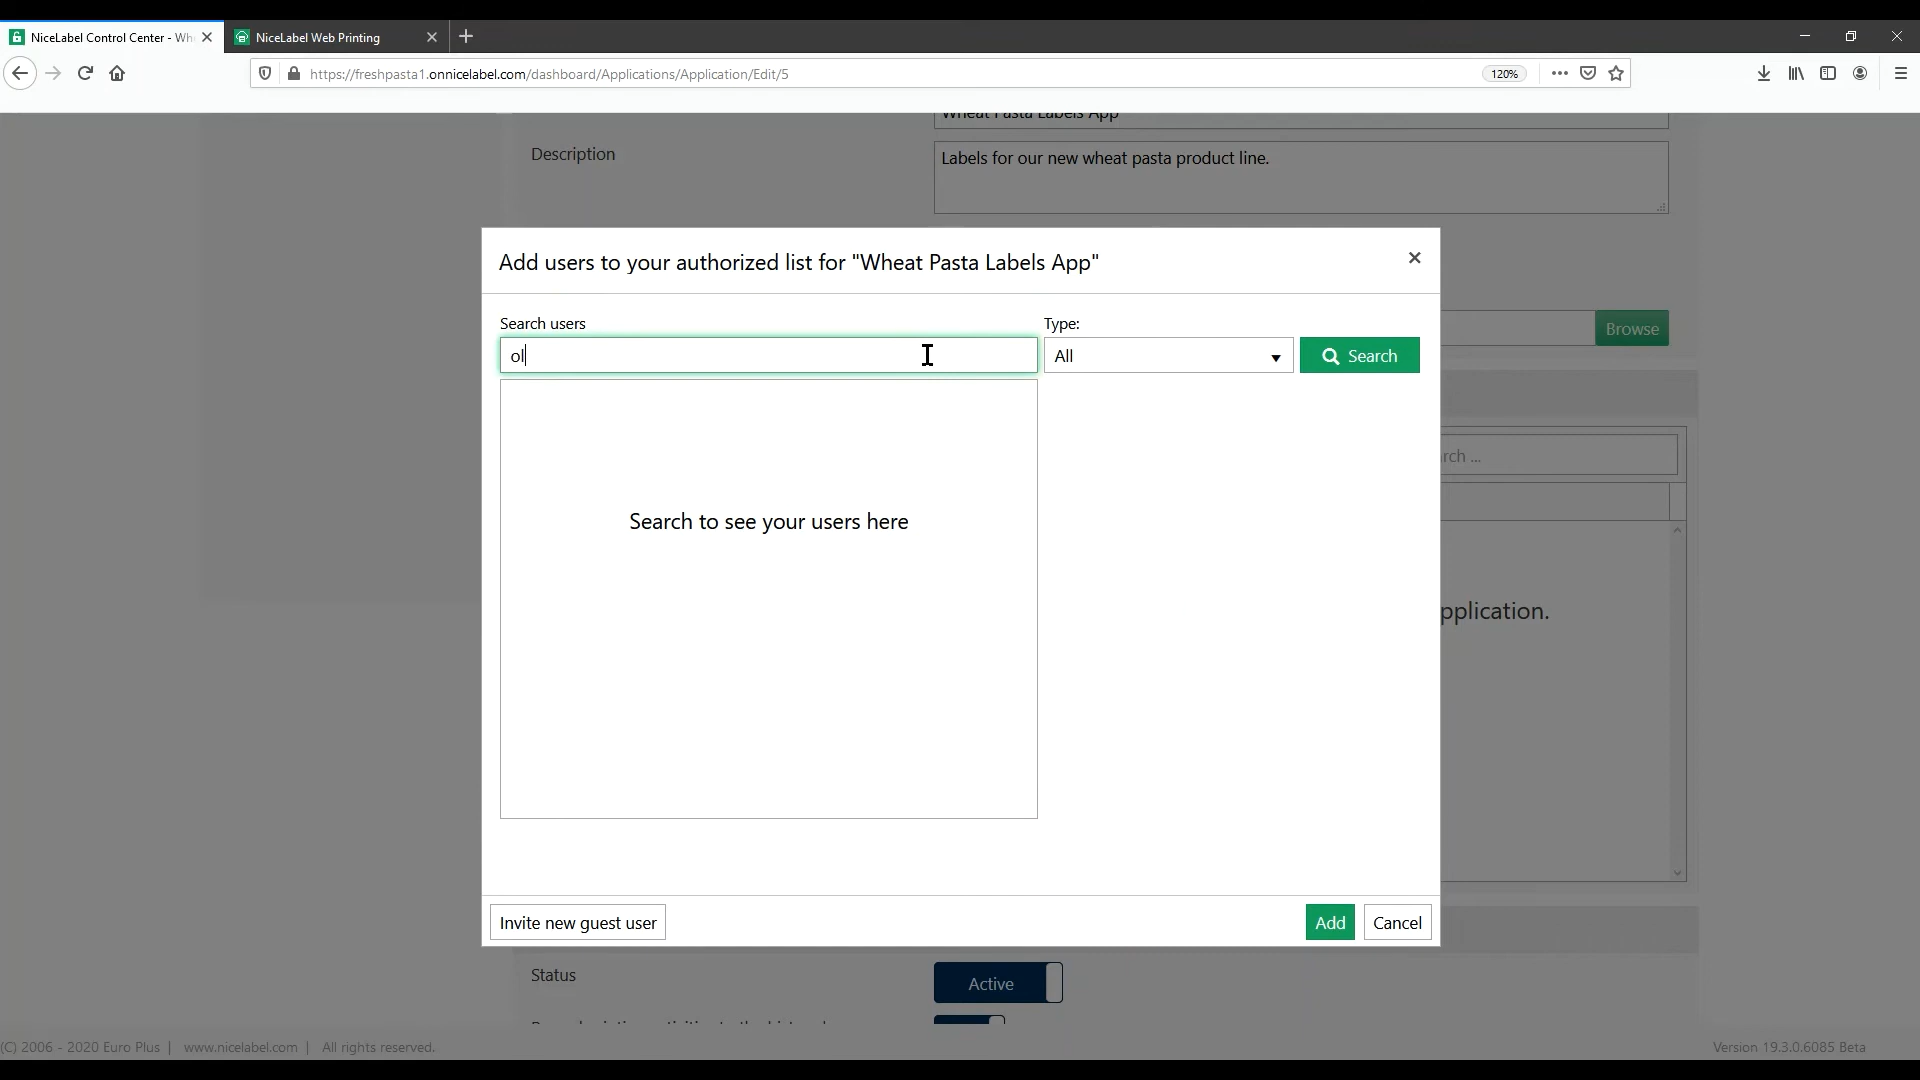 NiceLabel Control Center - Wh
NiceLabel Web Printing
https://freshpasta1.onnicelabel.com/dashboard/Applications/Application/Edit/5
120%
Wheat Pasta Labels App
Description
Labels for our new wheat pasta product line.
Add users to your authorized list for "Wheat Pasta Labels App"
Search users
Type:
ol
All
Search
Browse
rch ...
Search to see your users here
pplication.
Invite new guest user
Add
Cancel
Status
Active
(C) 2006 - 2020 Euro Plus | www.nicelabel.com | All rights reserved.
Version 19.3.0.6085 Beta